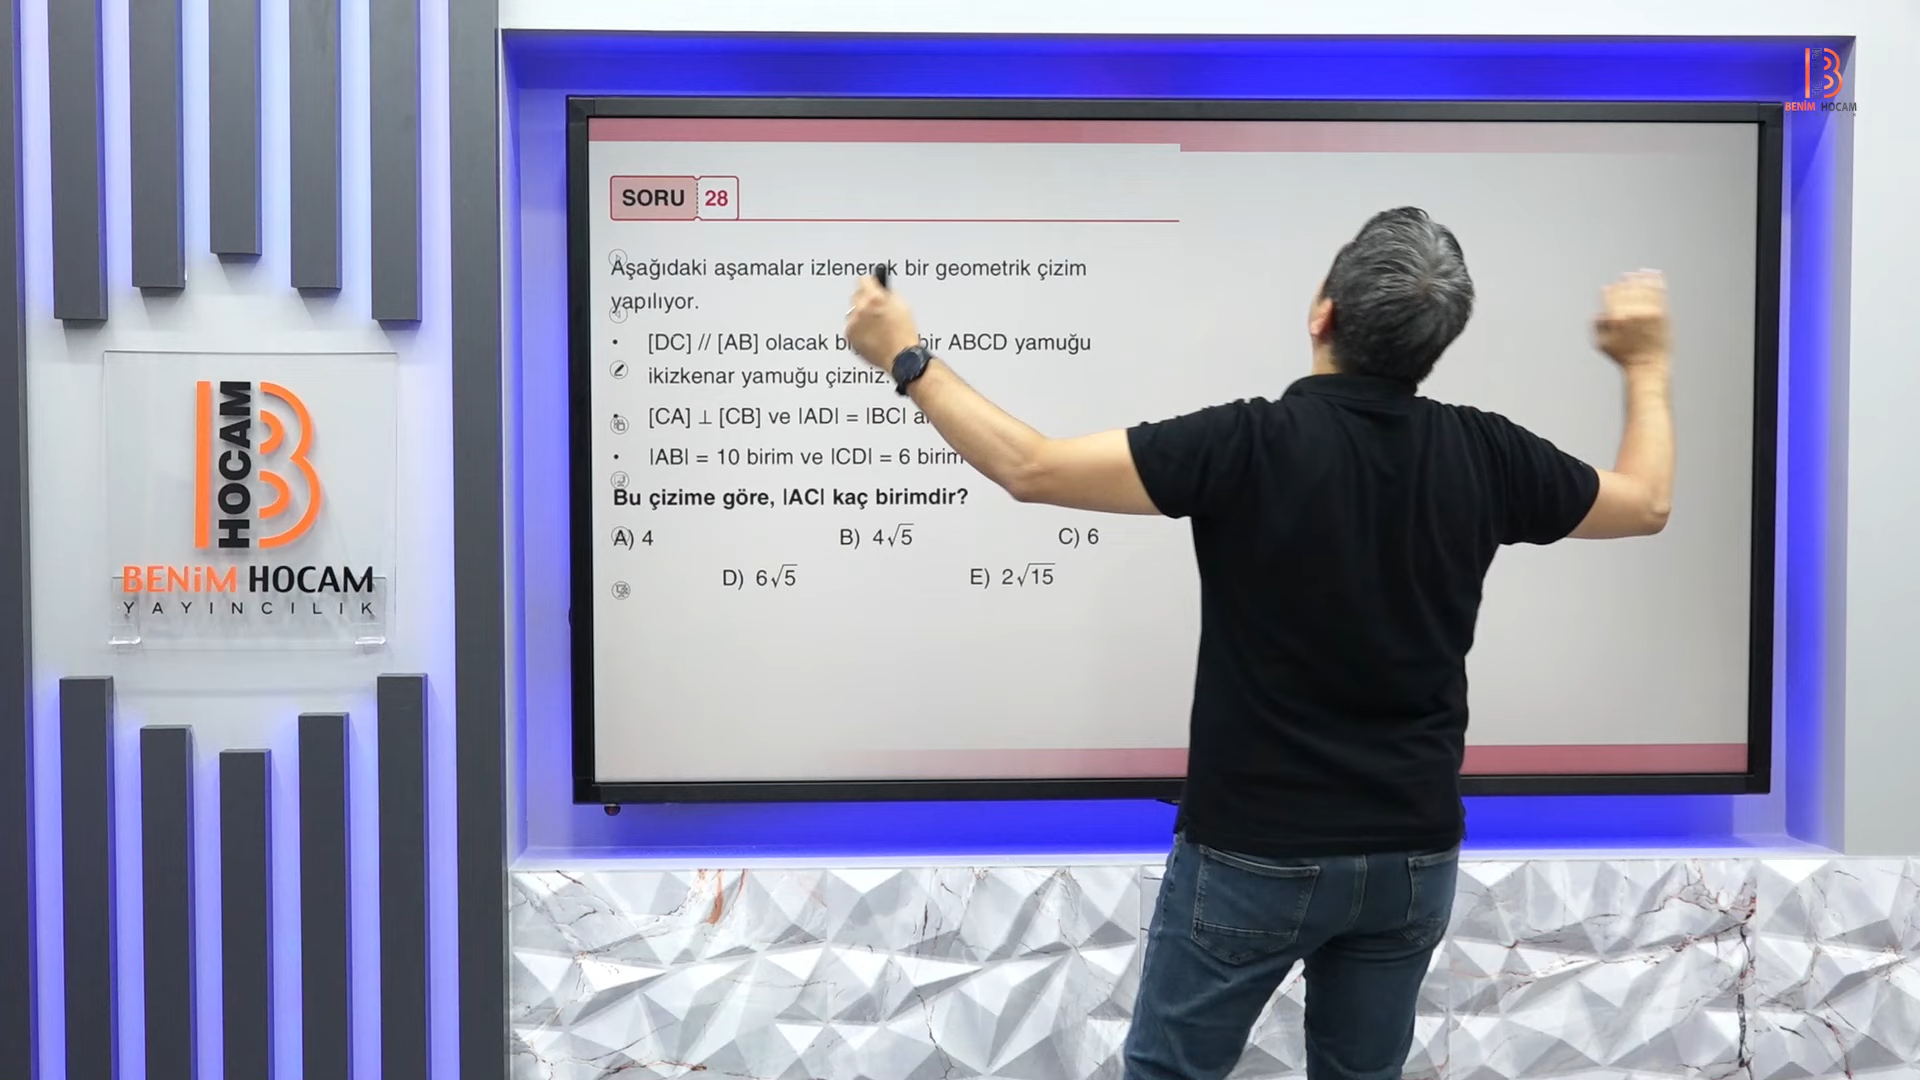 BENİM HOCAM
SORU 28
Aşağıdaki aşamalar izlenerek bir geometrik çizim
yapılıyor.
• [DC] // [AB] olacak bir ABCD yamuğu
ikizkenar yamuğu çiziniz.
• [CA] ⊥ [CB] ve |AD| = |BC|
• |AB| = 10 birim ve |CD| = 6 birim
Bu çizime göre, |AC| kaç birimdir?
A) 4 B) 4√5 C) 6
D) 6√5 E) 2√15
HOCAM
BENiM HOCAM
YAYINCILIK